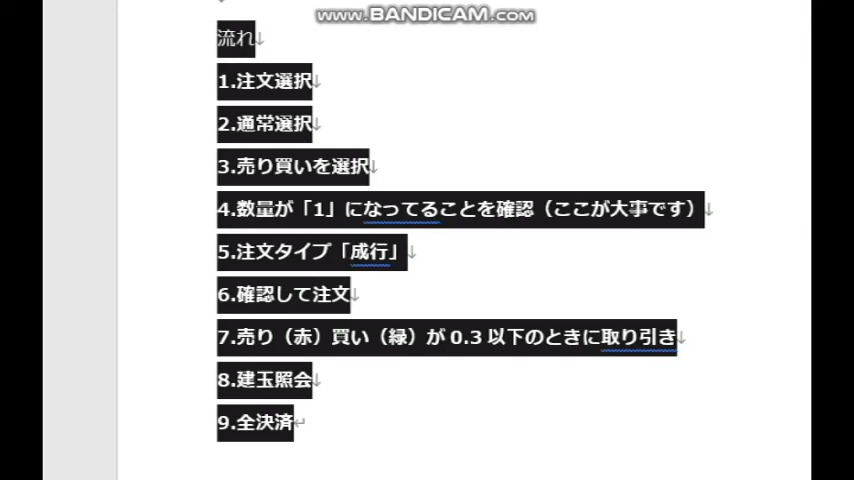 www.BANDICAM.com
流れ
1.注文選択
2.通常選択
3.売り買いを選択
4.数量が「1」になってることを確認（ここが大事です）
5.注文タイプ「成行」
6.確認して注文
7.売り（赤）買い（緑）が 0.3 以下のときに取り引き
8.建玉照会
9.全決済